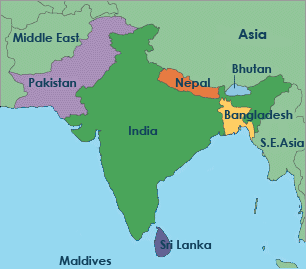 Middle East
Asia
Bhutan
Pakistan
Nepal
Bangladesh
India
S.E.Asia
Sri Lanka
Maldives